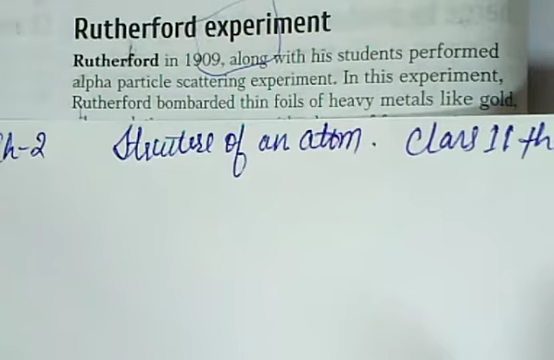 Rutherford experiment
Rutherford in 1909, along with his students performed
alpha particle scattering experiment. In this experiment,
Rutherford bombarded thin foils of heavy metals like gold,
h-2 Structure of an atom. Class 11 th